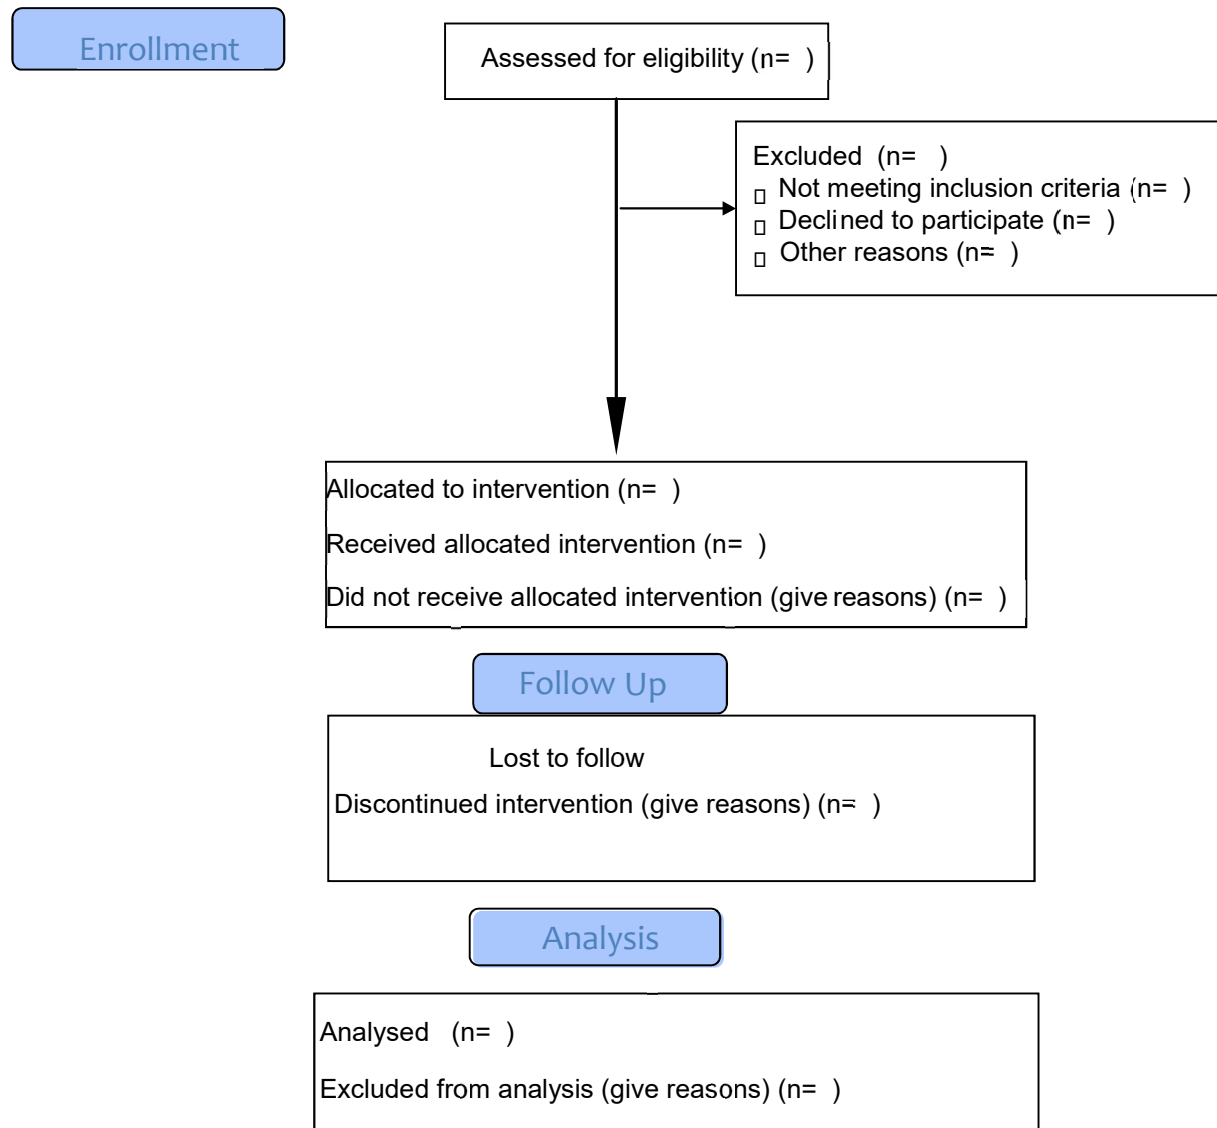 Enrollment
Assessed for eligibility (n= )
Excluded (n= )
Not meeting inclusion criteria (n= )
Declined to participate (n= )
Other reasons (n= )
Allocated to intervention (n= )
Received allocated intervention (n= )
Did not receive allocated intervention (give reasons) (n= )
Follow Up
Lost to follow
Discontinued intervention (give reasons) (n= )
Analysis
Analysed (n= )
Excluded from analysis (give reasons) (n= )